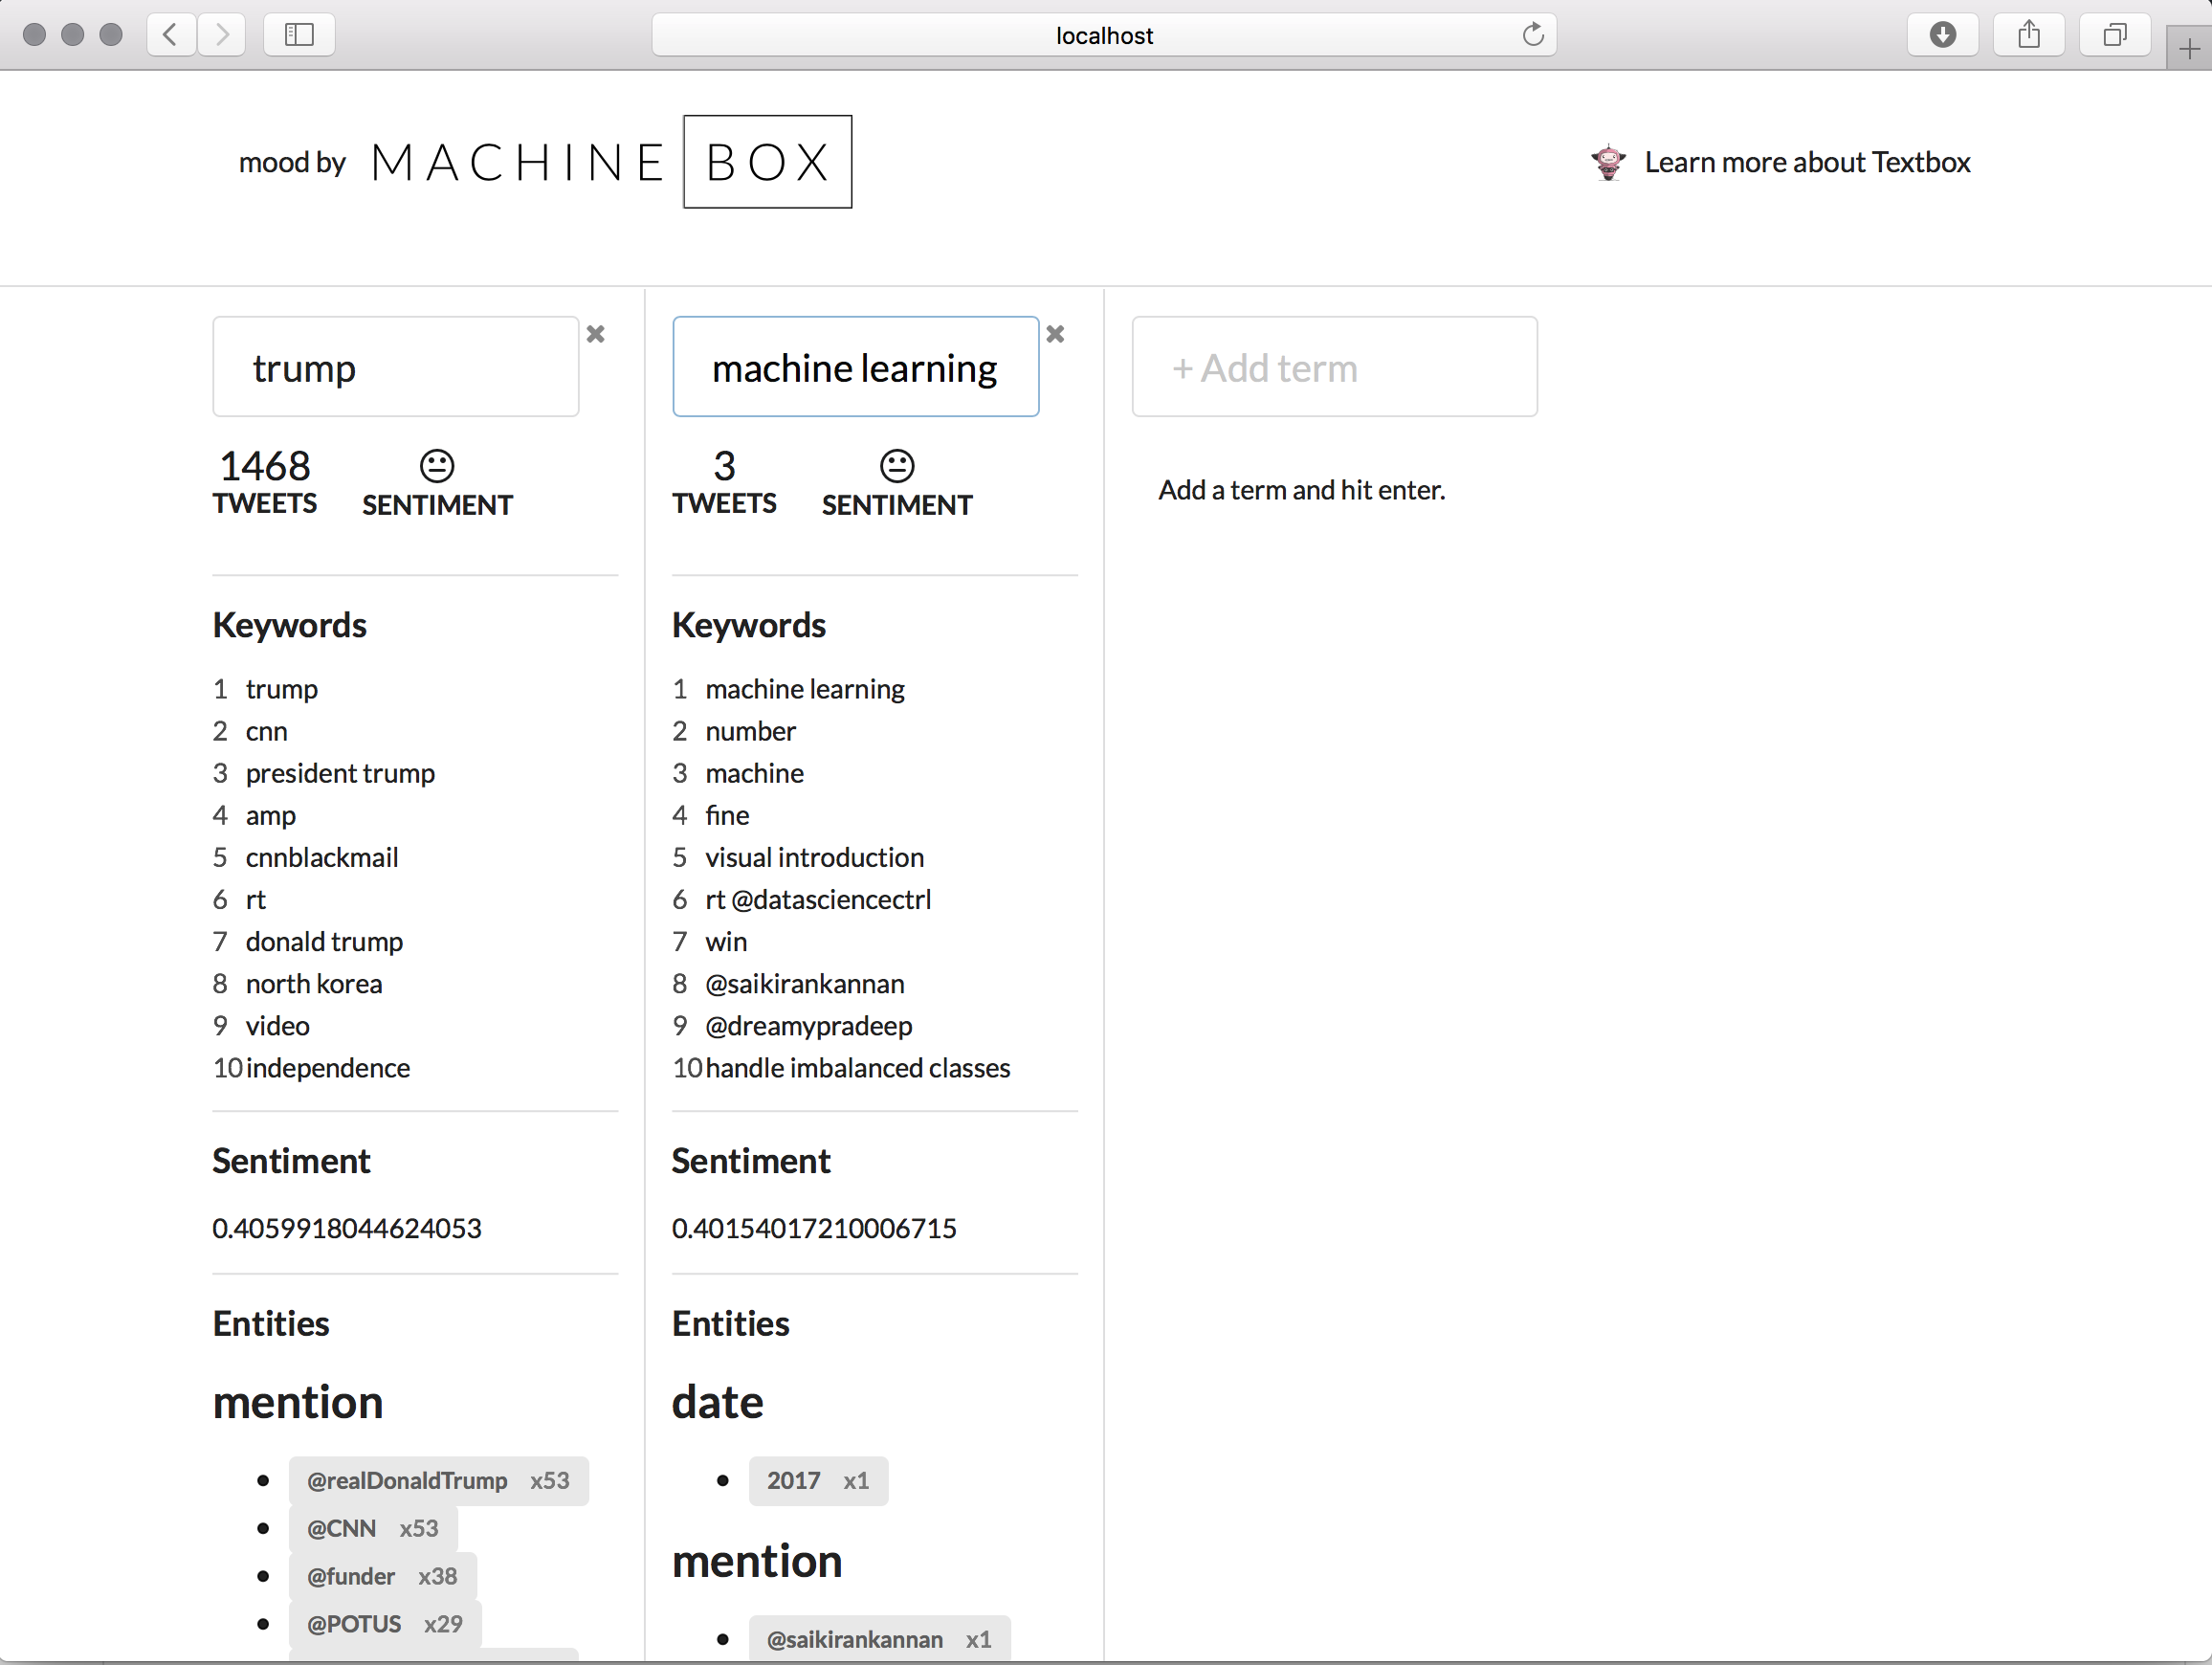 localhost
mood by MACHINE BOX
Learn more about Textbox
trump
1468
TWEETS
SENTIMENT
Keywords
1 trump
2 cnn
3 president trump
4 amp
5 cnnblackmail
6 rt
7 donald trump
8 north korea
9 video
10 independence
Sentiment
0.4059918044624053
Entities
mention
@realDonaldTrump x53
@CNN x53
@funder x38
@POTUS x29
machine learning
3
TWEETS
SENTIMENT
Keywords
1 machine learning
2 number
3 machine
4 fine
5 visual introduction
6 rt @datasciencectrl
7 win
8 @saikirankannan
9 @dreamypradeep
10 handle imbalanced classes
Sentiment
0.40154017210006715
Entities
date
2017 x1
mention
@saikirankannan x1
+ Add term
Add a term and hit enter.